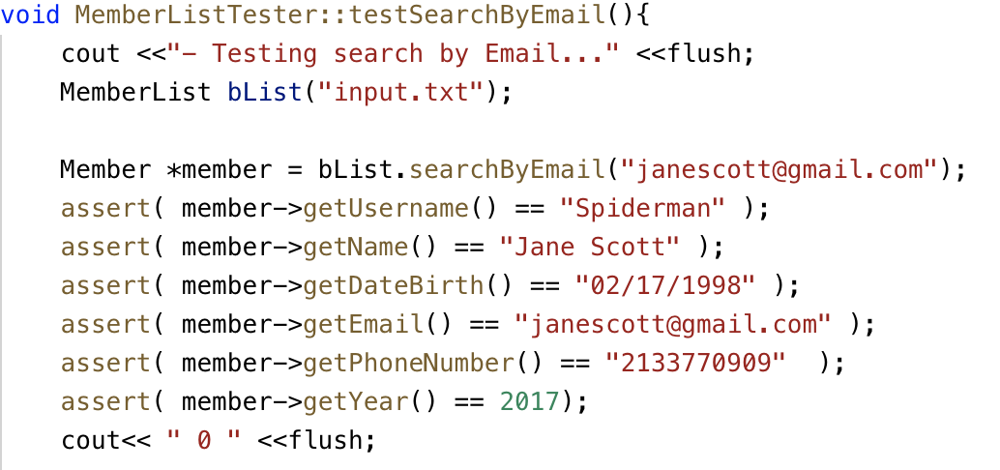 void MemberListTester::testSearchByEmail(){
cout <<"- Testing search by Email..." <<flush;
MemberList bList("input.txt");
Member *member = bList.searchByEmail("janescott@gmail.com");
assert( member->getUsername() == "Spiderman" );
assert( member->getName() == "Jane Scott" );
assert( member->getDateBirth() == "02/17/1998" );
assert( member->getEmail() == "janescott@gmail.com" );
assert( member->getPhoneNumber() == "2133770909"  );
assert( member->getYear() == 2017);
cout<< " 0 " <<flush;